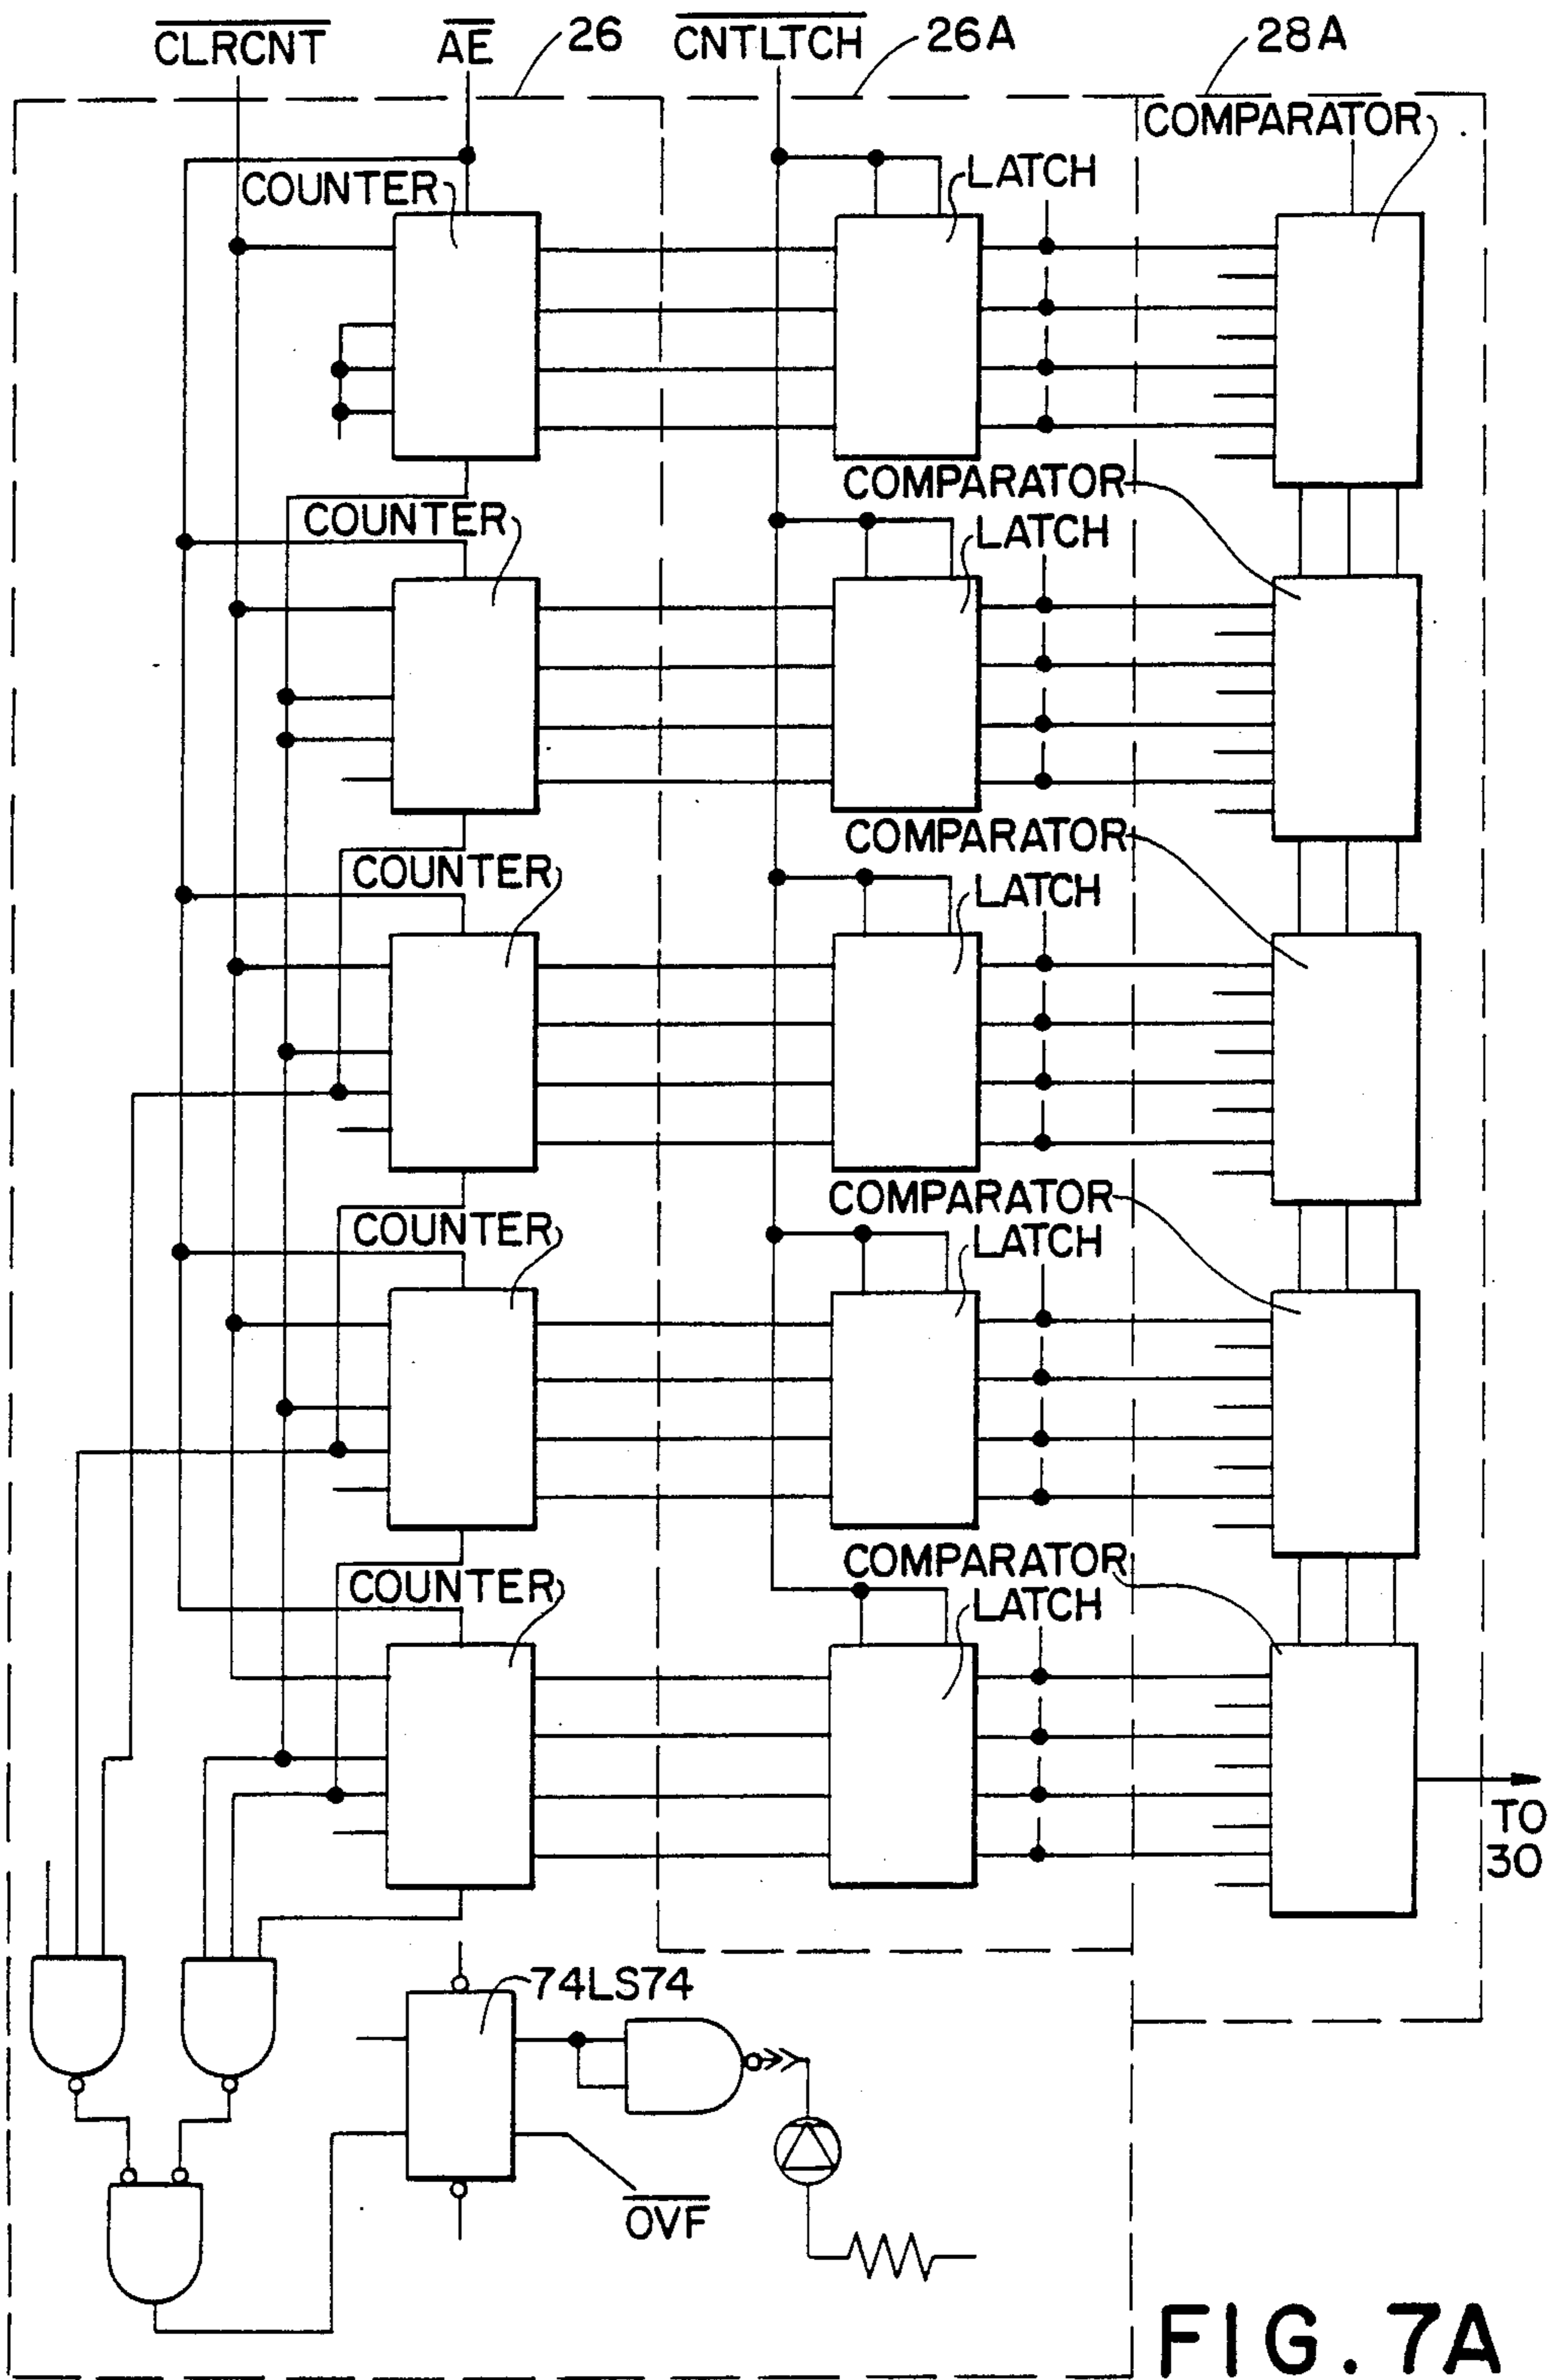 CLRCNT
AE
26
CNTLTCH
26A
28A
COMPARATOR
COUNTER
LATCH
COMPARATOR
COUNTER
LATCH
COMPARATOR
COUNTER
LATCH
COMPARATOR
COUNTER
LATCH
COMPARATOR
COUNTER
LATCH
TO
30
74LS74
OVF
FIG. 7A